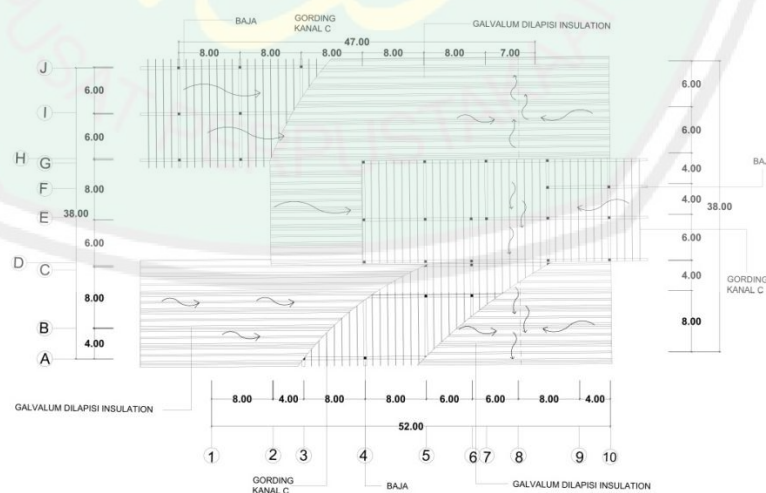 BAJA
GORDING
KANAL C
GALVALUM DILAPISI INSULATION
47.00
8.00 8.00 8.00 8.00 8.00 7.00
J
6.00
6.00
I
6.00
6.00
H G
4.00
BA
F
8.00
4.00
38.00
38.00
E
6.00
6.00
D C
4.00
GORDING
KANAL C
8.00
8.00
B
4.00
A
8.00 4.00 8.00 8.00 6.00 6.00 8.00 4.00
GALVALUM DILAPISI INSULATION
52.00
1 2 3 4 5 6 7 8 9 10
GORDING
KANAL C
BAJA
GALVALUM DILAPISI INSULATION
PUSAT PERPUSTAKAAN